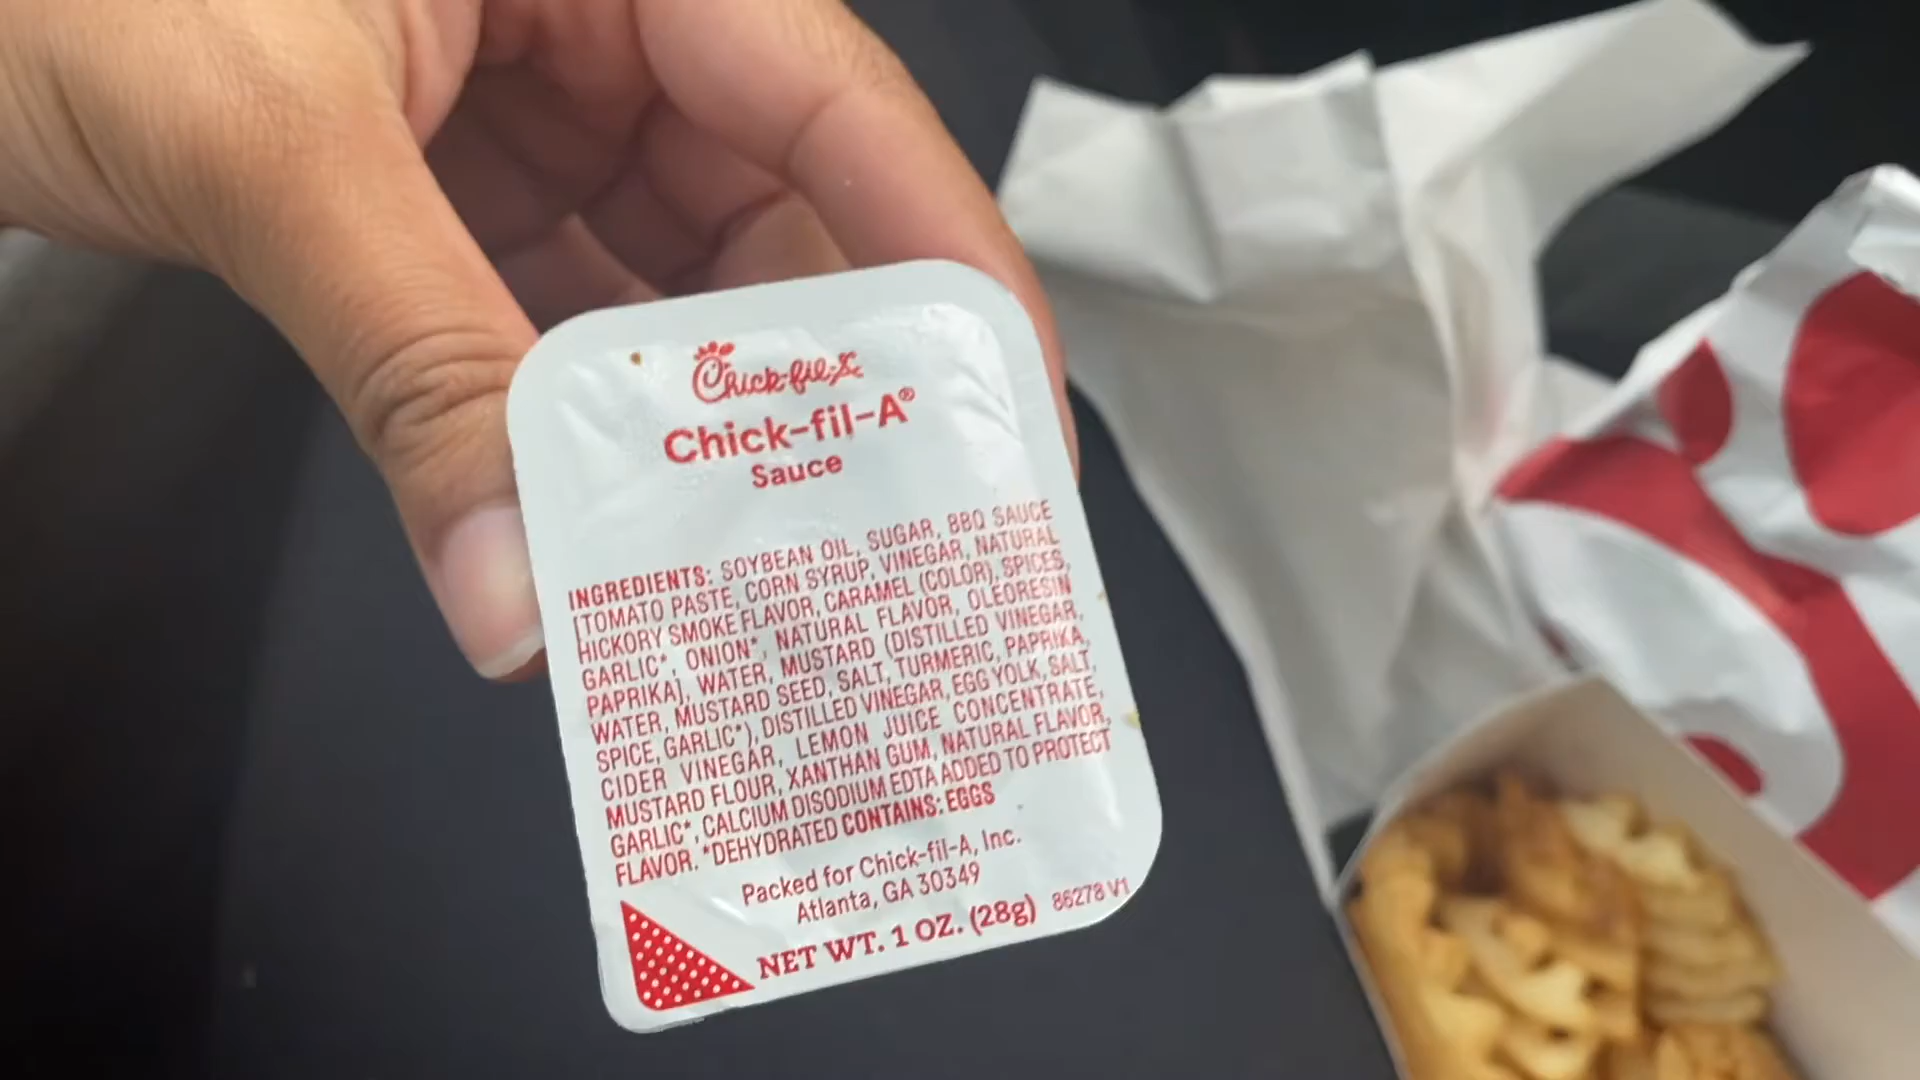 Chick-fil-A
Chick-fil-A®
Sauce
INGREDIENTS: SOYBEAN OIL, SUGAR, BBQ SAUCE
[TOMATO PASTE, CORN SYRUP, VINEGAR, NATURAL
HICKORY SMOKE FLAVOR, CARAMEL (COLOR), SPICES,
GARLIC*, ONION*, NATURAL FLAVOR, OLEORESIN
PAPRIKA], WATER, MUSTARD (DISTILLED VINEGAR,
WATER, MUSTARD SEED, SALT, TURMERIC, PAPRIKA,
SPICE, GARLIC*), DISTILLED VINEGAR, EGG YOLK, SALT,
CIDER VINEGAR, LEMON JUICE CONCENTRATE,
MUSTARD FLOUR, XANTHAN GUM, NATURAL FLAVOR,
GARLIC*, CALCIUM DISODIUM EDTA ADDED TO PROTECT
FLAVOR. *DEHYDRATED CONTAINS: EGGS
Packed for Chick-fil-A, Inc.
Atlanta, GA 30349
NET WT. 1 OZ. (28g) 86278 V1